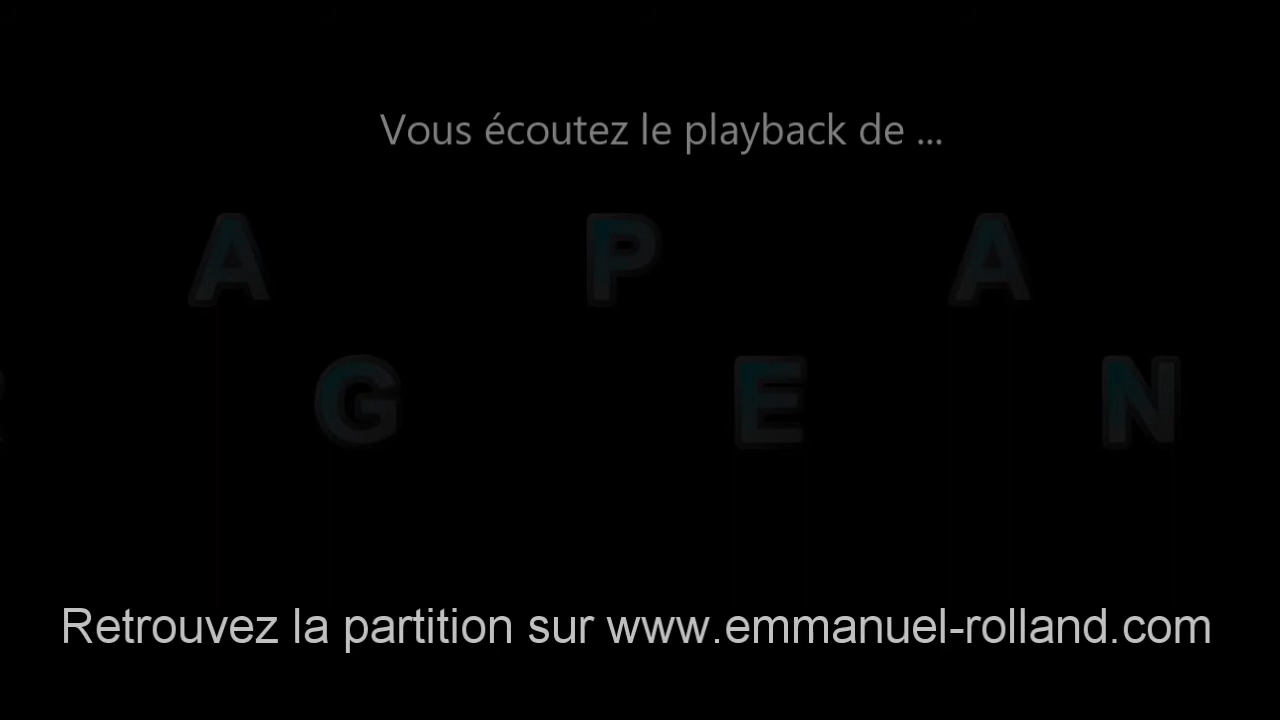 Vous écoutez le playback de ...
A P A
G E N
Retrouvez la partition sur www.emmanuel-rolland.com